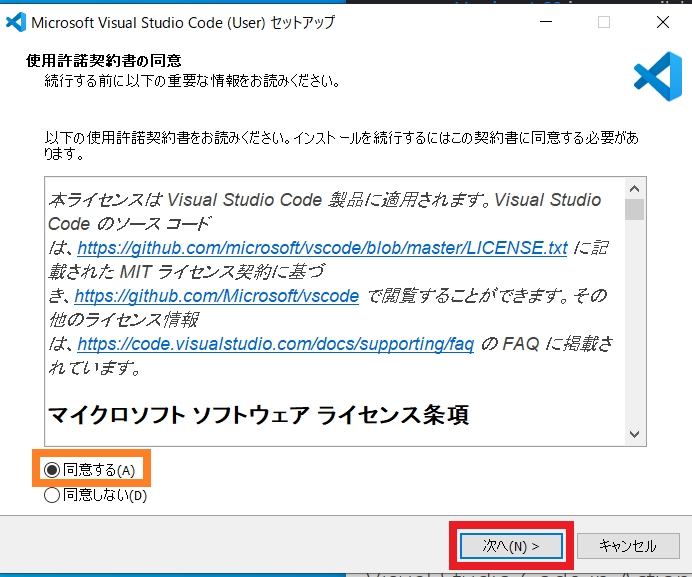 Microsoft Visual Studio Code (User) セットアップ
使用許諾契約書の同意
続行する前に以下の重要な情報をお読みください。
以下の使用許諾契約書をお読みください。インストールを続行するにはこの契約書に同意する必要があ
ります。
本ライセンスは Visual Studio Code 製品に適用されます。Visual Studio
Code のソース コード
は、https://github.com/microsoft/vscode/blob/master/LICENSE.txt に記
載された MIT ライセンス契約に基づ
き、https://github.com/Microsoft/vscode で閲覧することができます。その
他のライセンス情報
は、https://code.visualstudio.com/docs/supporting/faq の FAQ に掲載さ
れています。
マイクロソフト ソフトウェア ライセンス条項
同意する(A)
同意しない(D)
次へ(N) >
キャンセル